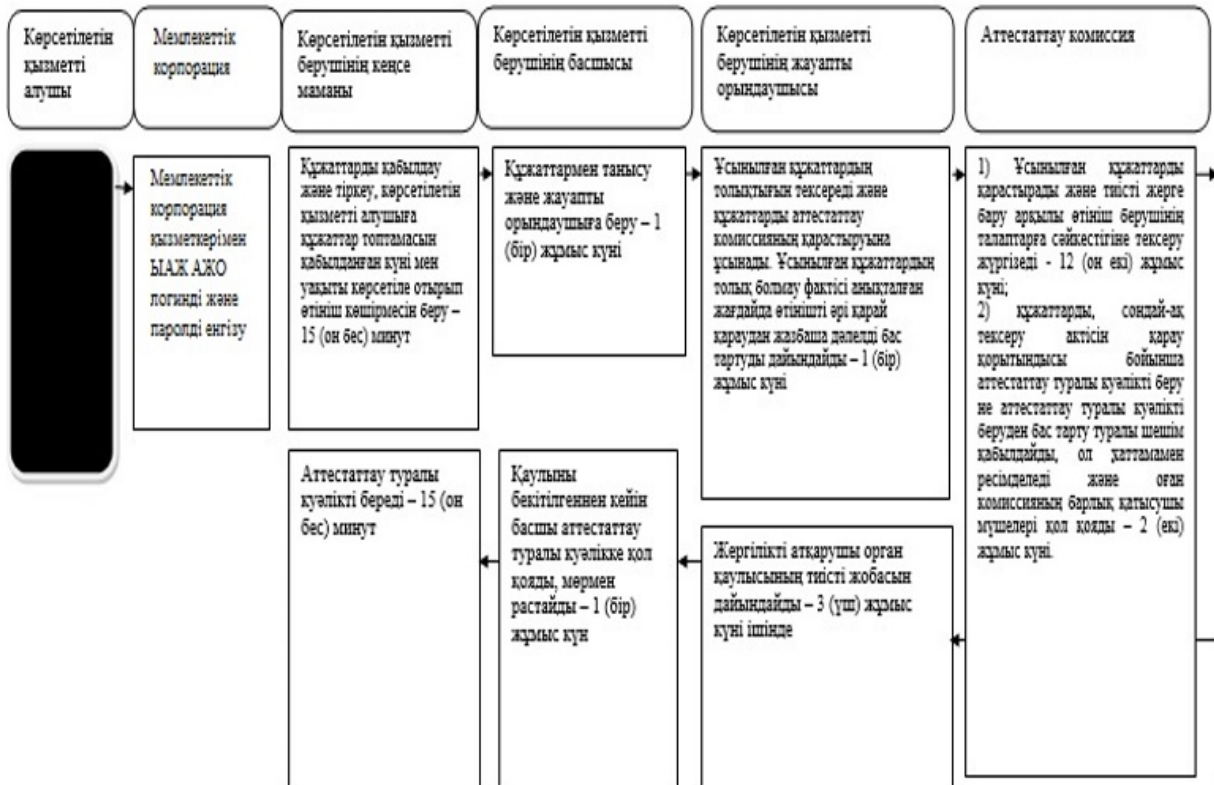 Көрсетілетін
қызметті
алушы
Мемлекеттік
корпорация
Көрсетілетін қызметті
берушінің кеңсе
маманы
Көрсетілетін қызметті
берушінің басшысы
Көрсетілетін қызметті
берушінің жауапты
орындаушысы
Аттестаттау комиссия
Мемлекеттік
корпорация
қызметкерімен
ЫАЖ АЖО
логинді және
паролді енгізу
Құжаттарды қабылдау
және тіркеу, көрсетілетін
қызметті алушыға
құжаттар топтамасын
қабылданған күні мен
уақыты көрсетіле отырып
өтініш көшірмесін беру –
15 (он бес) минут
Құжаттармен танысу
және жауапты
орындаушыға беру – 1
(бір) жұмыс күні
Ұсынылған құжаттардың
толықтығын тексереді және
құжаттарды аттестаттау
комиссияның қарастыруына
ұсынады. Ұсынылған құжаттардың
толық болмау фактісі анықталған
жағдайда өтінішті әрі қарай
қараудан жазбаша дәлелді бас
тартуды дайындайды – 1 (бір)
жұмыс күні
1) Ұсынылған құжаттарды
қарастырады және тиісті жерге
бару арқылы өтініш берушінің
талаптарға сәйкестігіне тексеру
жүргізеді - 12 (он екі) жұмыс
күні;
2) құжаттарды, сондай-ақ
тексеру актісін қарау
қорытындысы бойынша
аттестаттау туралы куәлікті беру
не аттестаттау туралы куәлікті
беруден бас тарту туралы шешім
қабылдайды, ол хаттамамен
ресімделеді және оған
комиссияның барлық қатысушы
мүшелері қол қояды – 2 (екі)
жұмыс күні.
Аттестаттау туралы
куәлікті береді – 15 (он
бес) минут
Қаулыны
бекітілгеннен кейін
басшы аттестаттау
туралы куәлікке қол
қояды, мөрмен
растайды – 1 (бір)
жұмыс күн
Жергілікті атқарушы орган
қаулысының тиісті жобасын
дайындайды – 3 (үш) жұмыс
күні ішінде